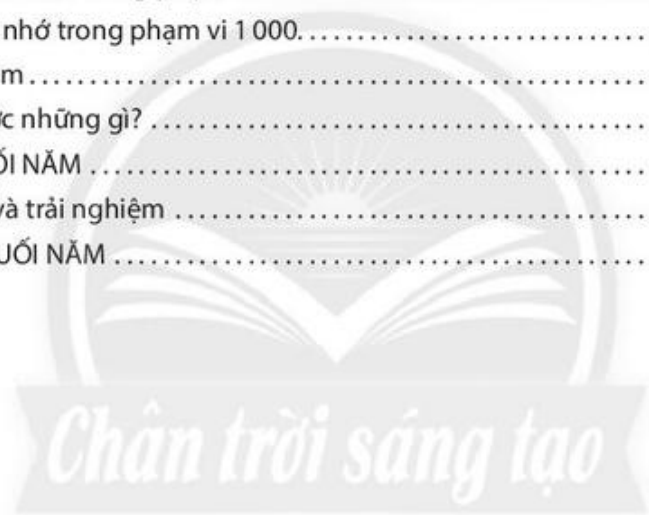 nhớ trong phạm vi 1 000. . . . . . . . . . . . . . . . . . . . . . . . . . . . . .
m . . . . . . . . . . . . . . . . . . . . . . . . . . . . . . . . . . . . . . . . . . . . . .
c những gì? . . . . . . . . . . . . . . . . . . . . . . . . . . . . . . . . . . . . .
ỐI NĂM . . . . . . . . . . . . . . . . . . . . . . . . . . . . . . . . . . . . . . . .
và trải nghiệm . . . . . . . . . . . . . . . . . . . . . . . . . . . . . . . . . .
UỐI NĂM . . . . . . . . . . . . . . . . . . . . . . . . . . . . . . . . . . . . . .
Chân trời sáng tạo